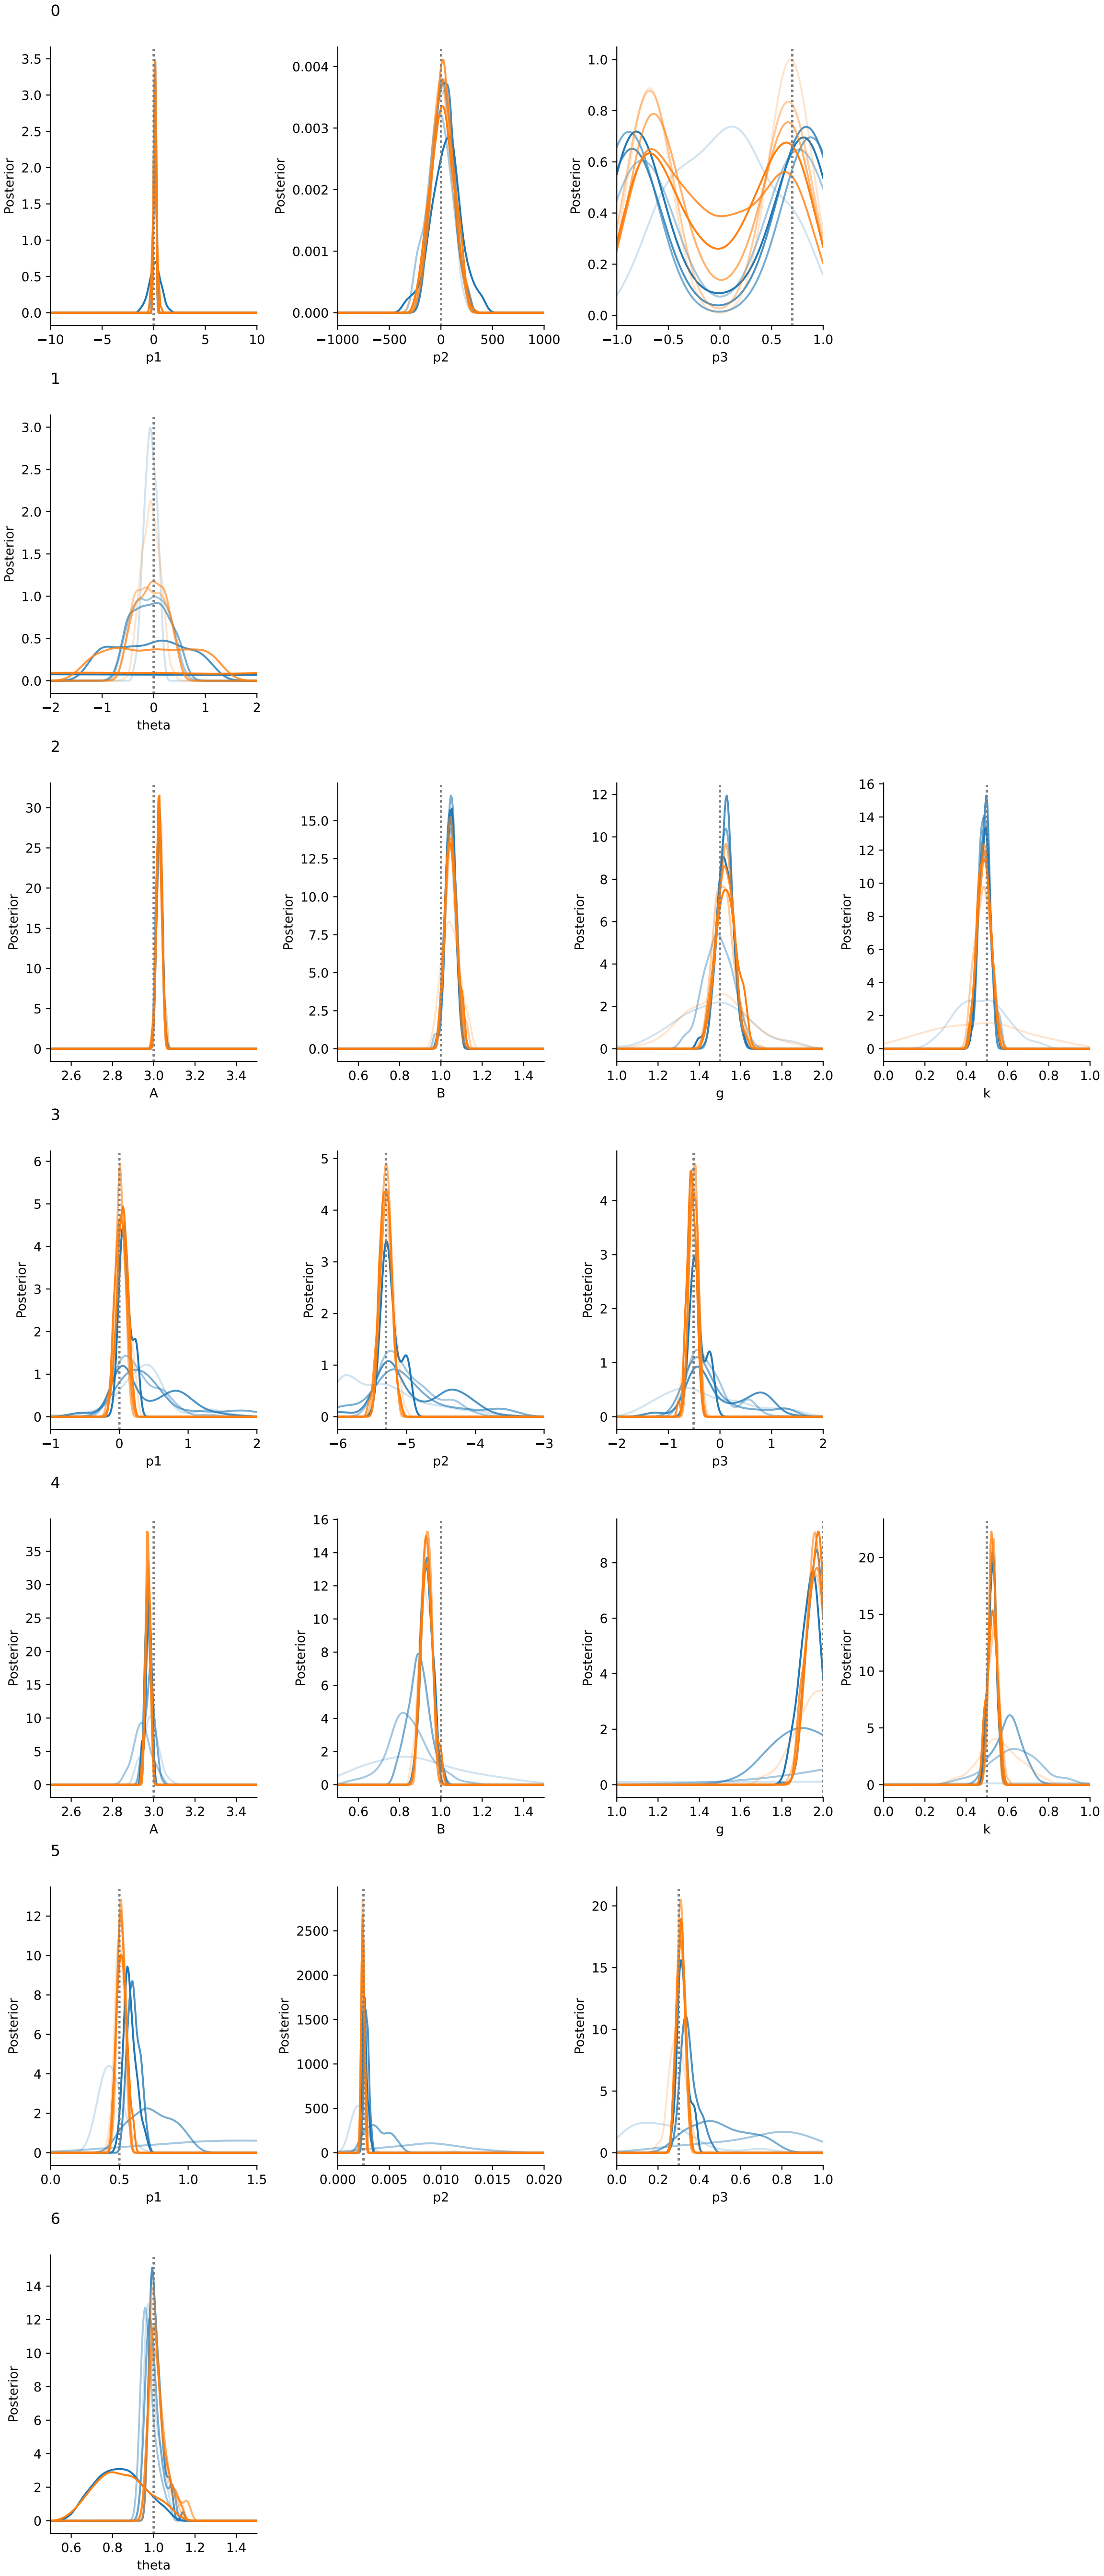 0
3.5
3.0
2.5
2.0
1.5
1.0
0.5
0.0
Posterior
−10 −5 0 5 10
p1
0.004
0.003
0.002
0.001
0.000
Posterior
−1000 −500 0 500 1000
p2
1.0
0.8
0.6
0.4
0.2
0.0
Posterior
−1.0 −0.5 0.0 0.5 1.0
p3
1
3.0
2.5
2.0
1.5
1.0
0.5
0.0
Posterior
−2 −1 0 1 2
theta
2
30
25
20
15
10
5
0
Posterior
2.6 2.8 3.0 3.2 3.4
A
15.0
12.5
10.0
7.5
5.0
2.5
0.0
Posterior
0.6 0.8 1.0 1.2 1.4
B
12
10
8
6
4
2
0
Posterior
1.0 1.2 1.4 1.6 1.8 2.0
g
16
14
12
10
8
6
4
2
0
Posterior
0.0 0.2 0.4 0.6 0.8 1.0
k
3
6
5
4
3
2
1
0
Posterior
−1 0 1 2
p1
5
4
3
2
1
0
Posterior
−6 −5 −4 −3
p2
4
3
2
1
0
Posterior
−2 −1 0 1 2
p3
4
35
30
25
20
15
10
5
0
Posterior
2.6 2.8 3.0 3.2 3.4
A
16
14
12
10
8
6
4
2
0
Posterior
0.6 0.8 1.0 1.2 1.4
B
8
6
4
2
0
Posterior
1.0 1.2 1.4 1.6 1.8 2.0
g
20
15
10
5
0
Posterior
0.0 0.2 0.4 0.6 0.8 1.0
k
5
12
10
8
6
4
2
0
Posterior
0.0 0.5 1.0 1.5
p1
2500
2000
1500
1000
500
0
Posterior
0.000 0.005 0.010 0.015 0.020
p2
20
15
10
5
0
Posterior
0.0 0.2 0.4 0.6 0.8 1.0
p3
6
14
12
10
8
6
4
2
0
Posterior
0.6 0.8 1.0 1.2 1.4
theta